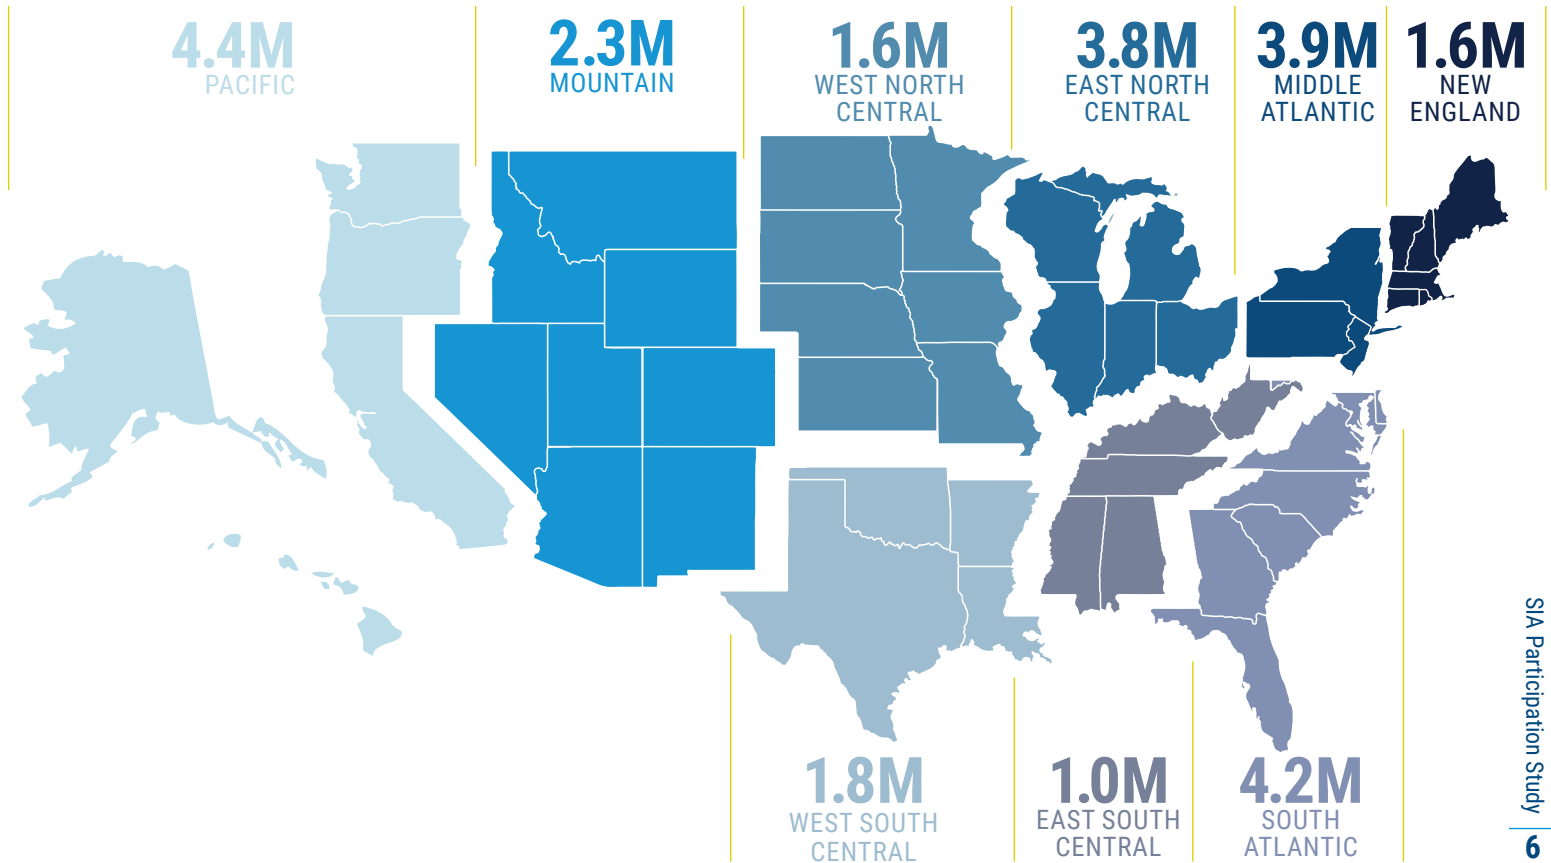 4.4M
PACIFIC
2.3M
MOUNTAIN
1.6M
WEST NORTH
CENTRAL
3.8M
EAST NORTH
CENTRAL
3.9M
MIDDLE
ATLANTIC
1.6M
NEW
ENGLAND
1.8M
WEST SOUTH
CENTRAL
1.0M
EAST SOUTH
CENTRAL
4.2M
SOUTH
ATLANTIC
SIA Participation Study
6